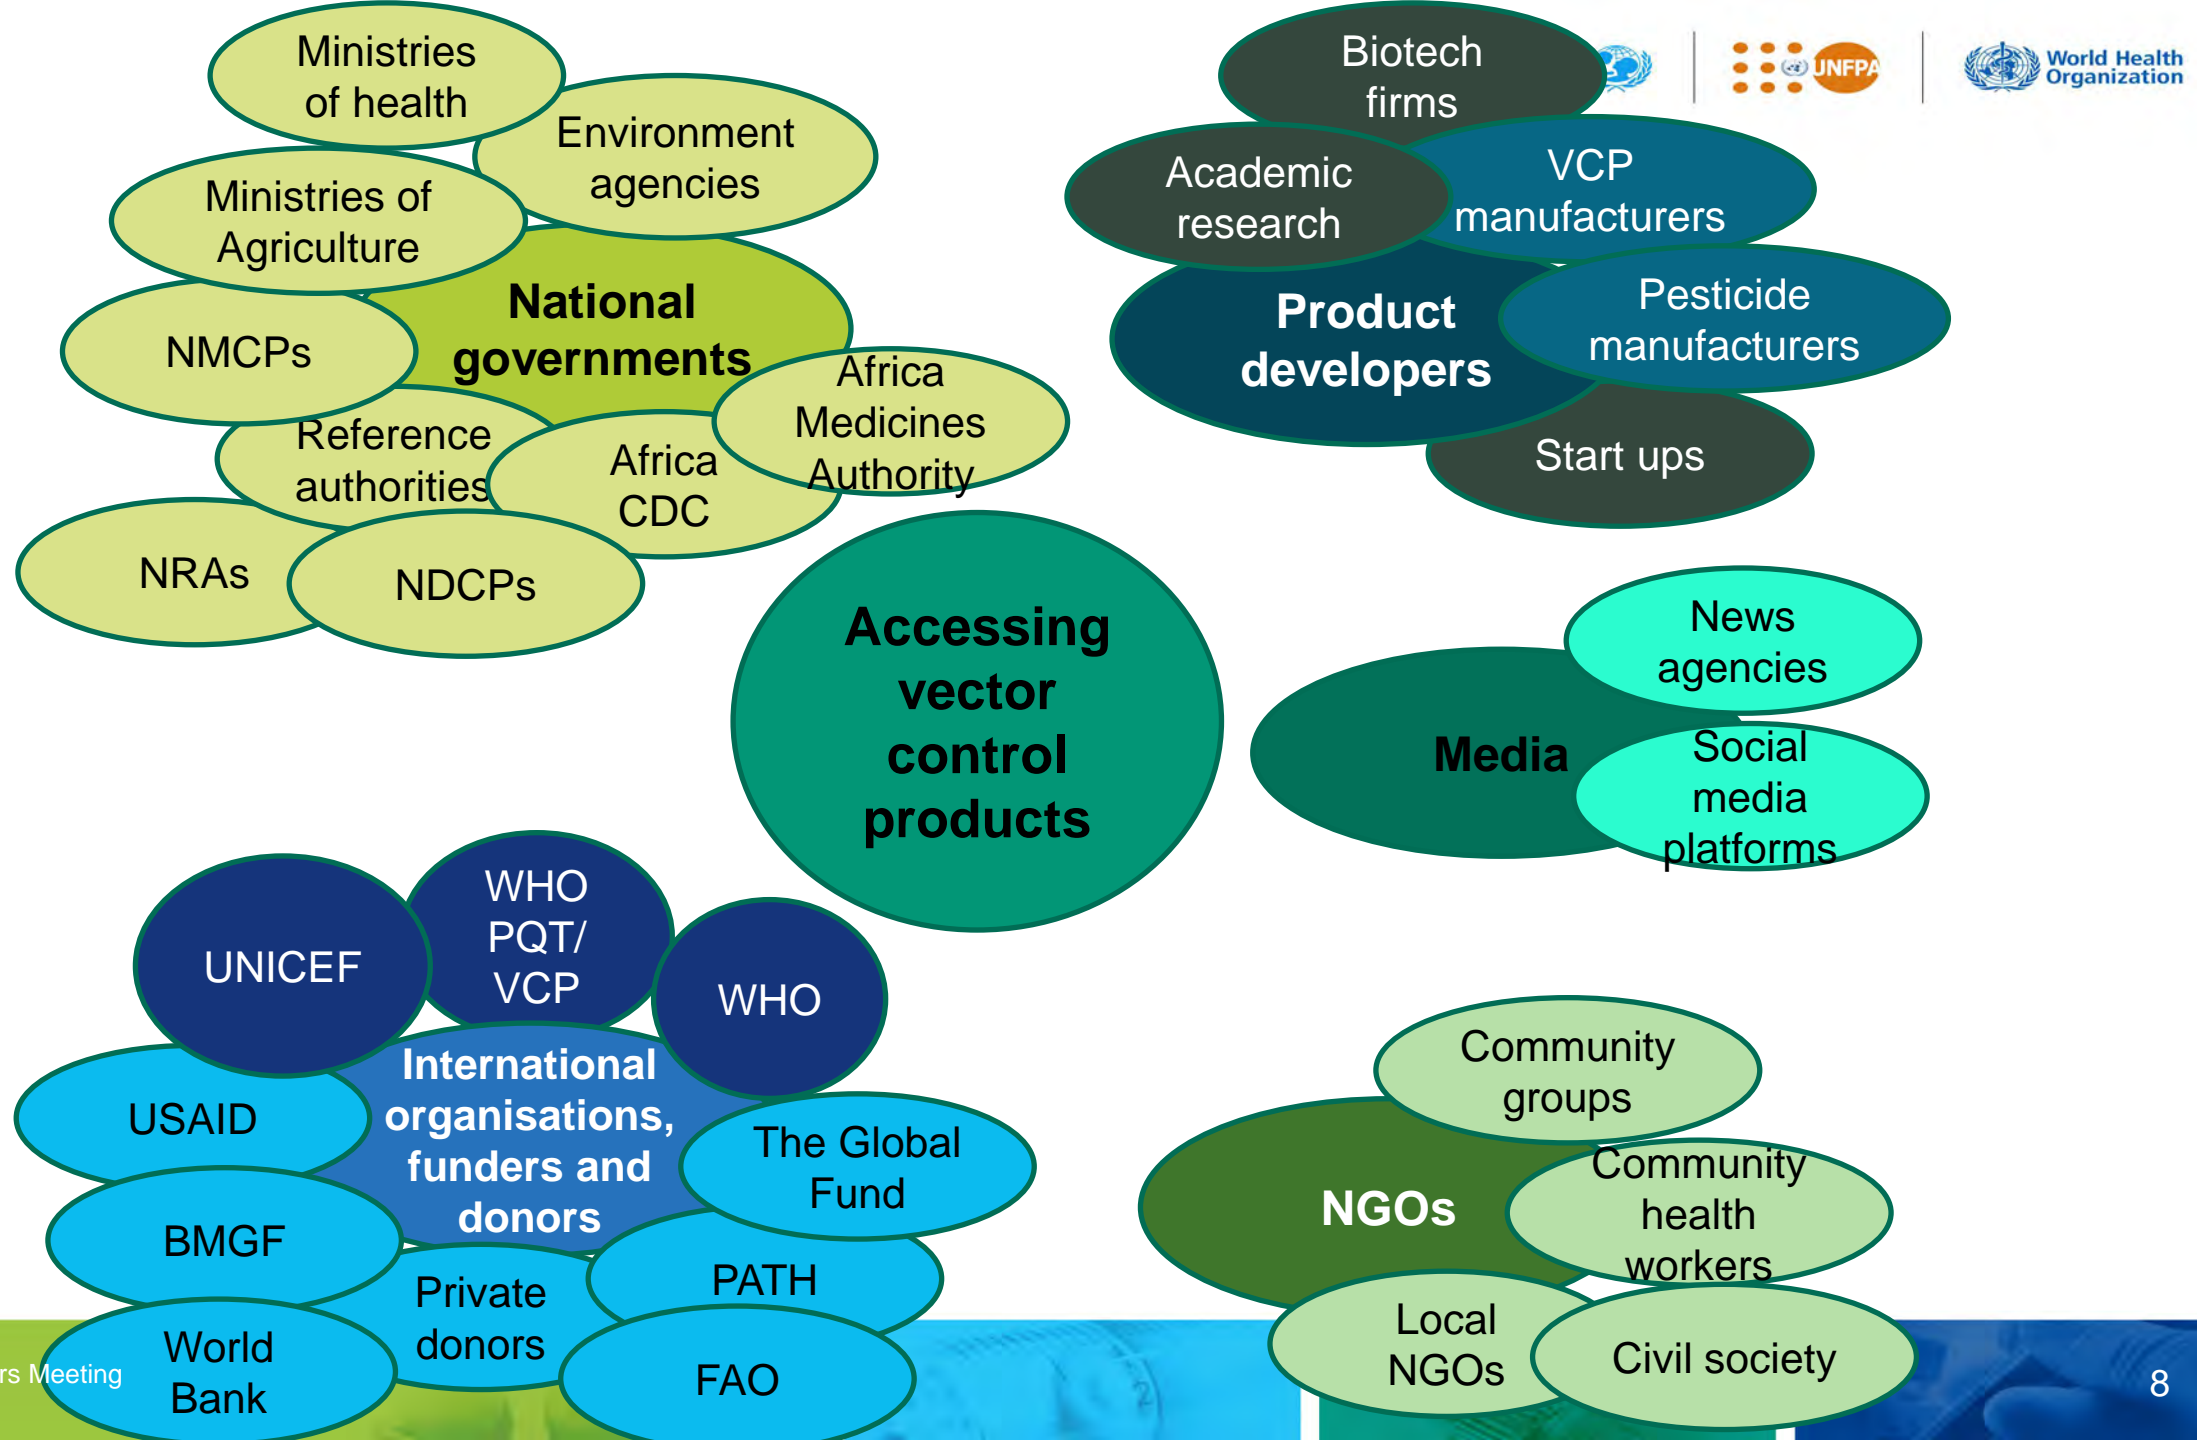 Ministries
of health
Environment
agencies
Ministries of
Agriculture
National
governments
NMCPs
Reference
authorities
Africa
CDC
Africa
Medicines
Authority
NRAs
NDCPs
Biotech
firms
Academic
research
VCP
manufacturers
Product
developers
Pesticide
manufacturers
Start ups
UNFPA
World Health
Organization
Accessing
vector
control
products
News
agencies
Media
Social
media
platforms
UNICEF
WHO
PQT/
VCP
WHO
International
organisations,
funders and
donors
USAID
The Global
Fund
BMGF
PATH
Private
donors
World
Bank
FAO
Community
groups
NGOs
Community
health
workers
Local
NGOs
Civil society
Meeting
8